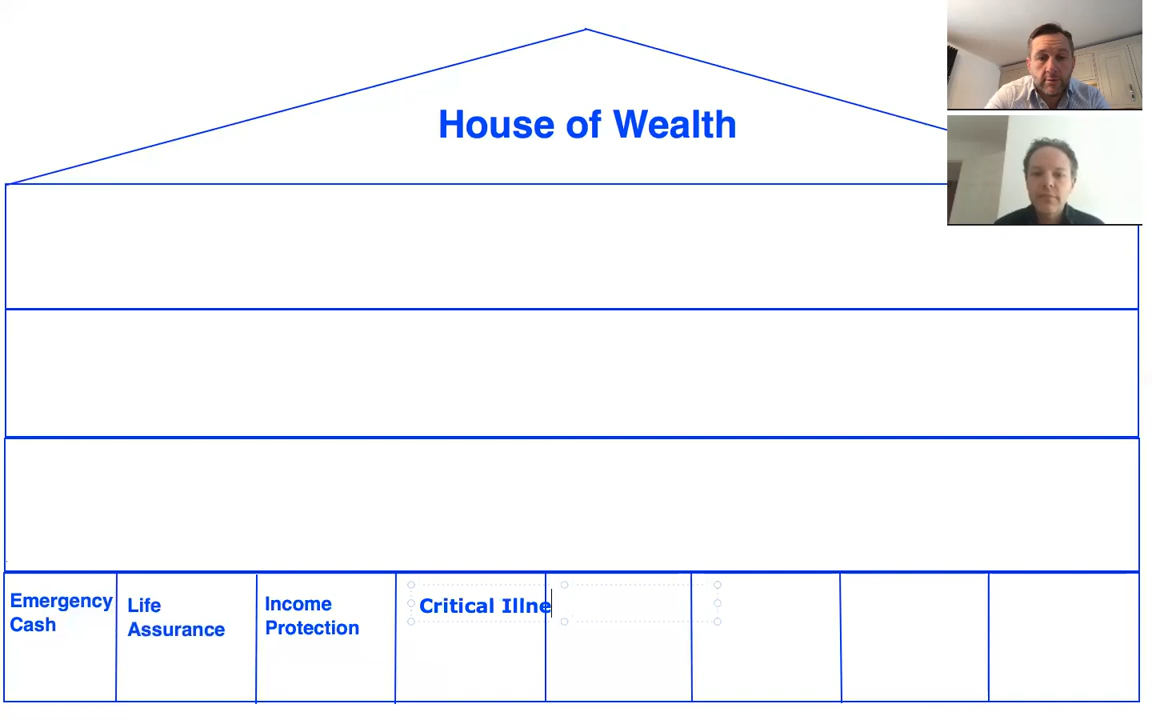 House of Wealth
Emergency
Cash
Life
Assurance
Income
Protection
Critical Illne